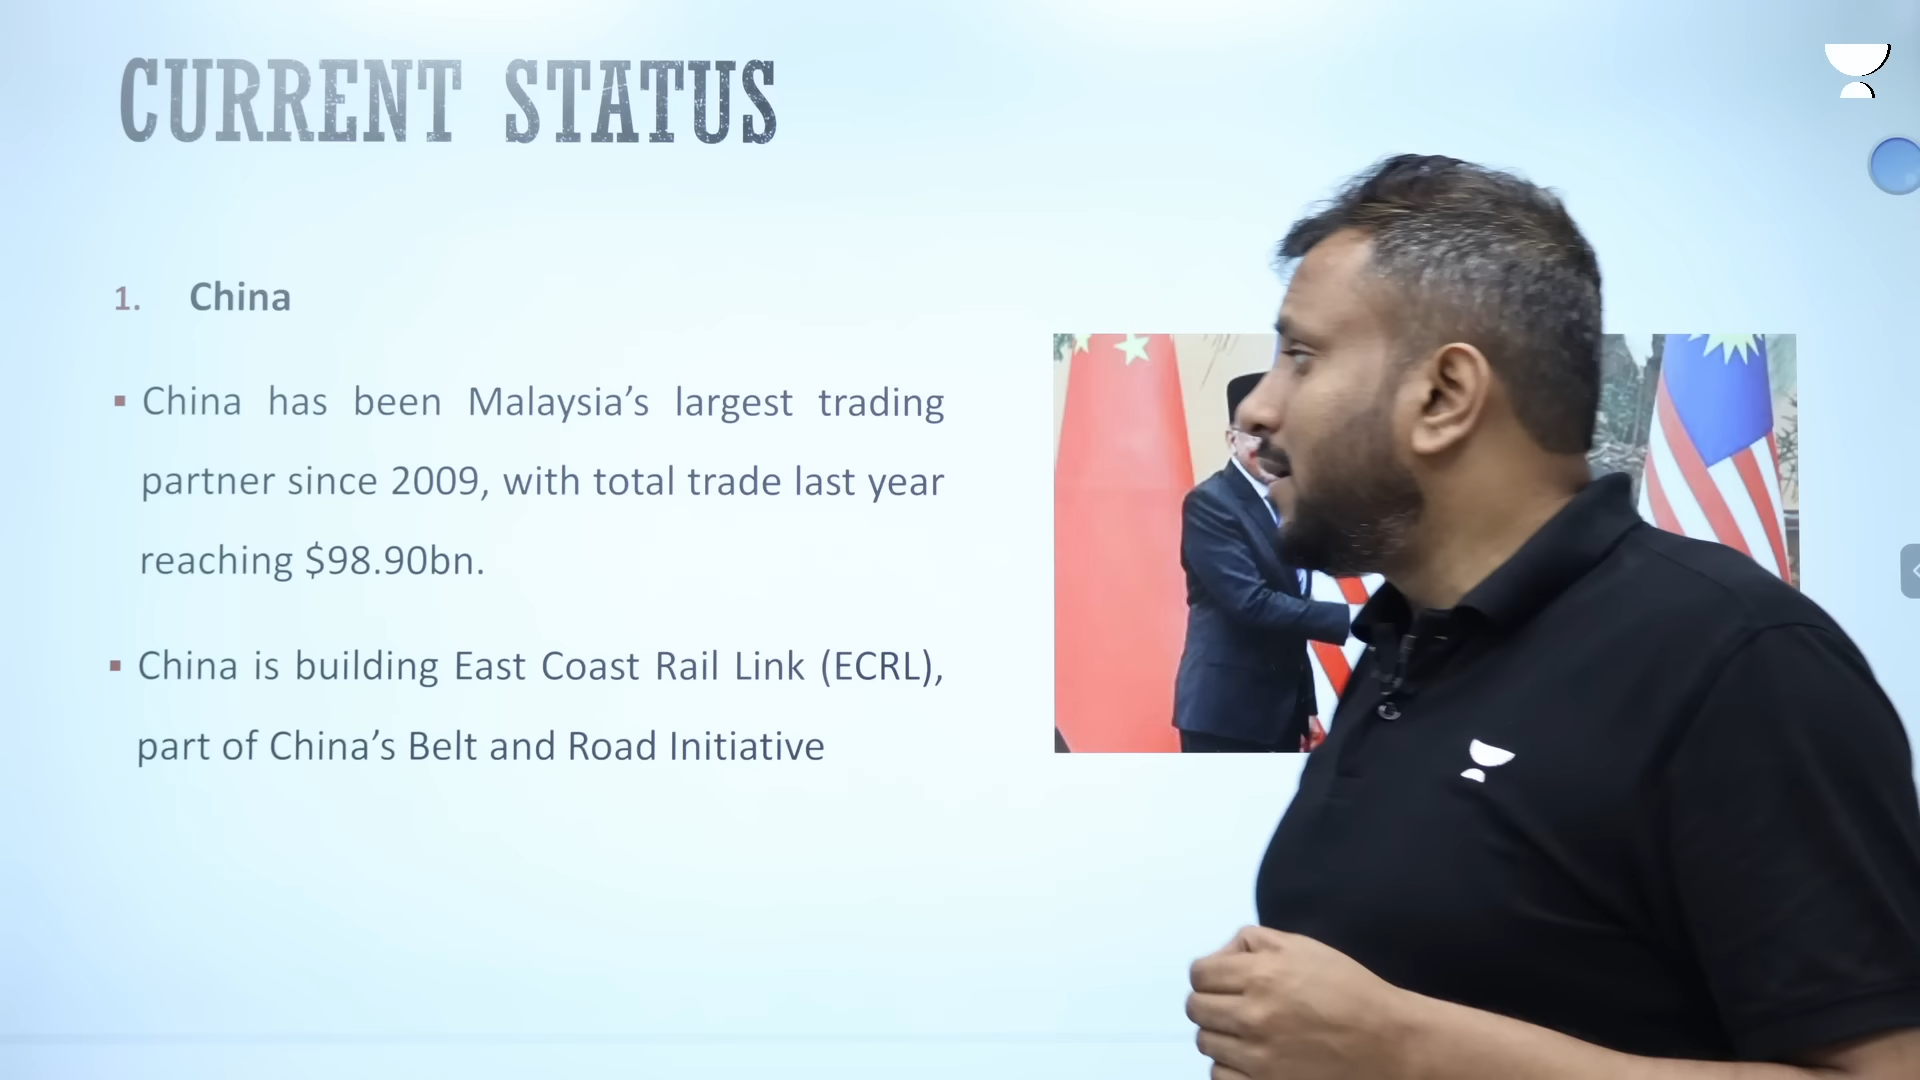 CURRENT STATUS
1. China
▪ China has been Malaysia’s largest trading
partner since 2009, with total trade last year
reaching $98.90bn.
▪ China is building East Coast Rail Link (ECRL),
part of China’s Belt and Road Initiative